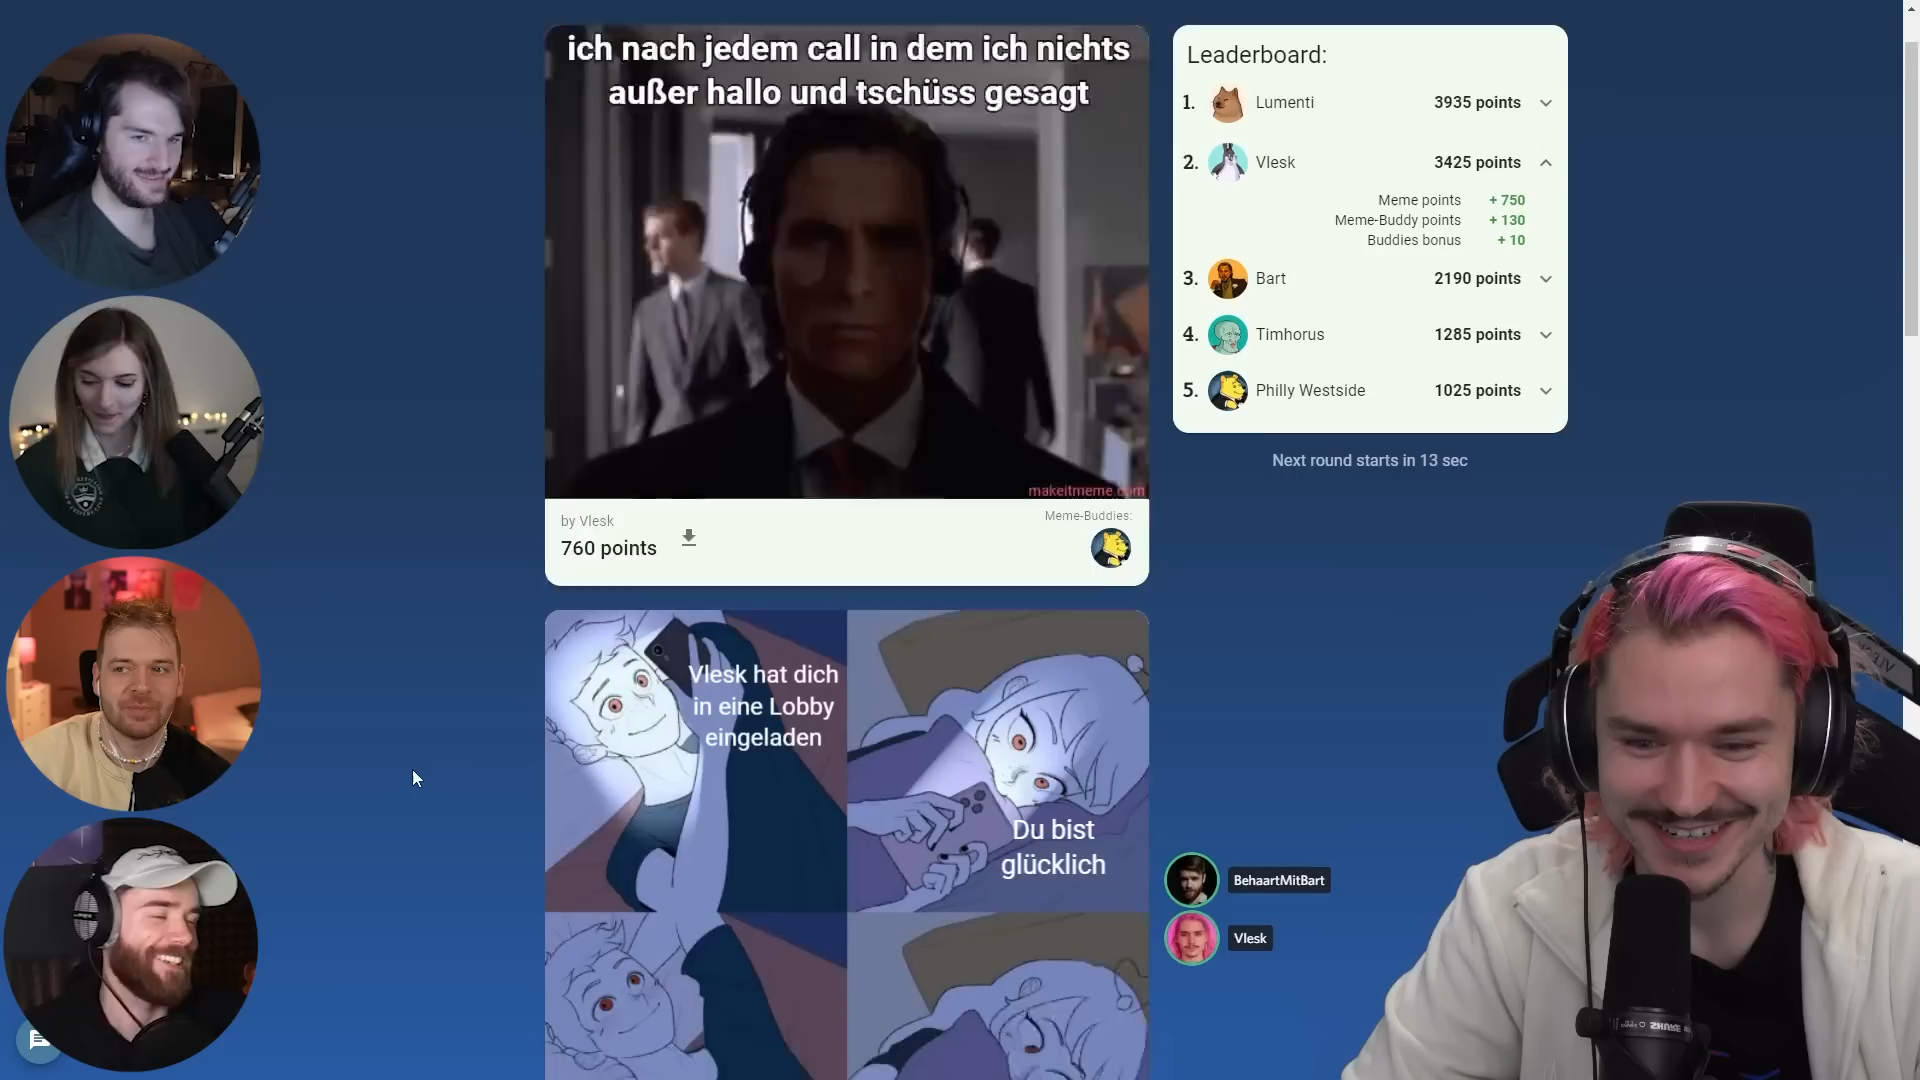 ich nach jedem call in dem ich nichts
außer hallo und tschüss gesagt
makeitmeme.com
by Vlesk
760 points
Meme-Buddies:
Vlesk hat dich
in eine Lobby
eingeladen
Du bist
glücklich
Leaderboard:
1. Lumenti 3935 points
2. Vlesk 3425 points
Meme points + 750
Meme-Buddy points + 130
Buddies bonus + 10
3. Bart 2190 points
4. Timhorus 1285 points
5. Philly Westside 1025 points
Next round starts in 13 sec
BehaartMitBart
Vlesk
SHURE